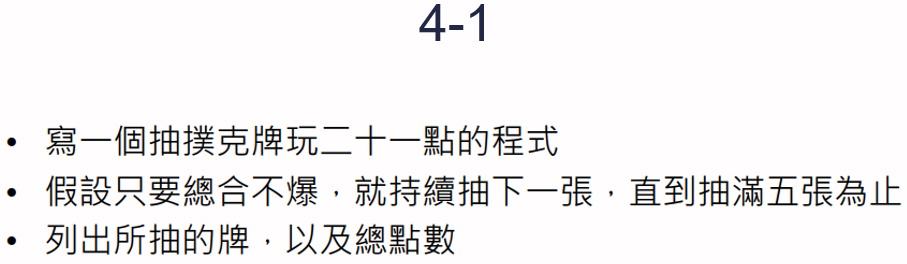 4-1
• 寫一個抽撲克牌玩二十一點的程式
• 假設只要總合不爆，就持續抽下一張，直到抽滿五張為止
• 列出所抽的牌，以及總點數